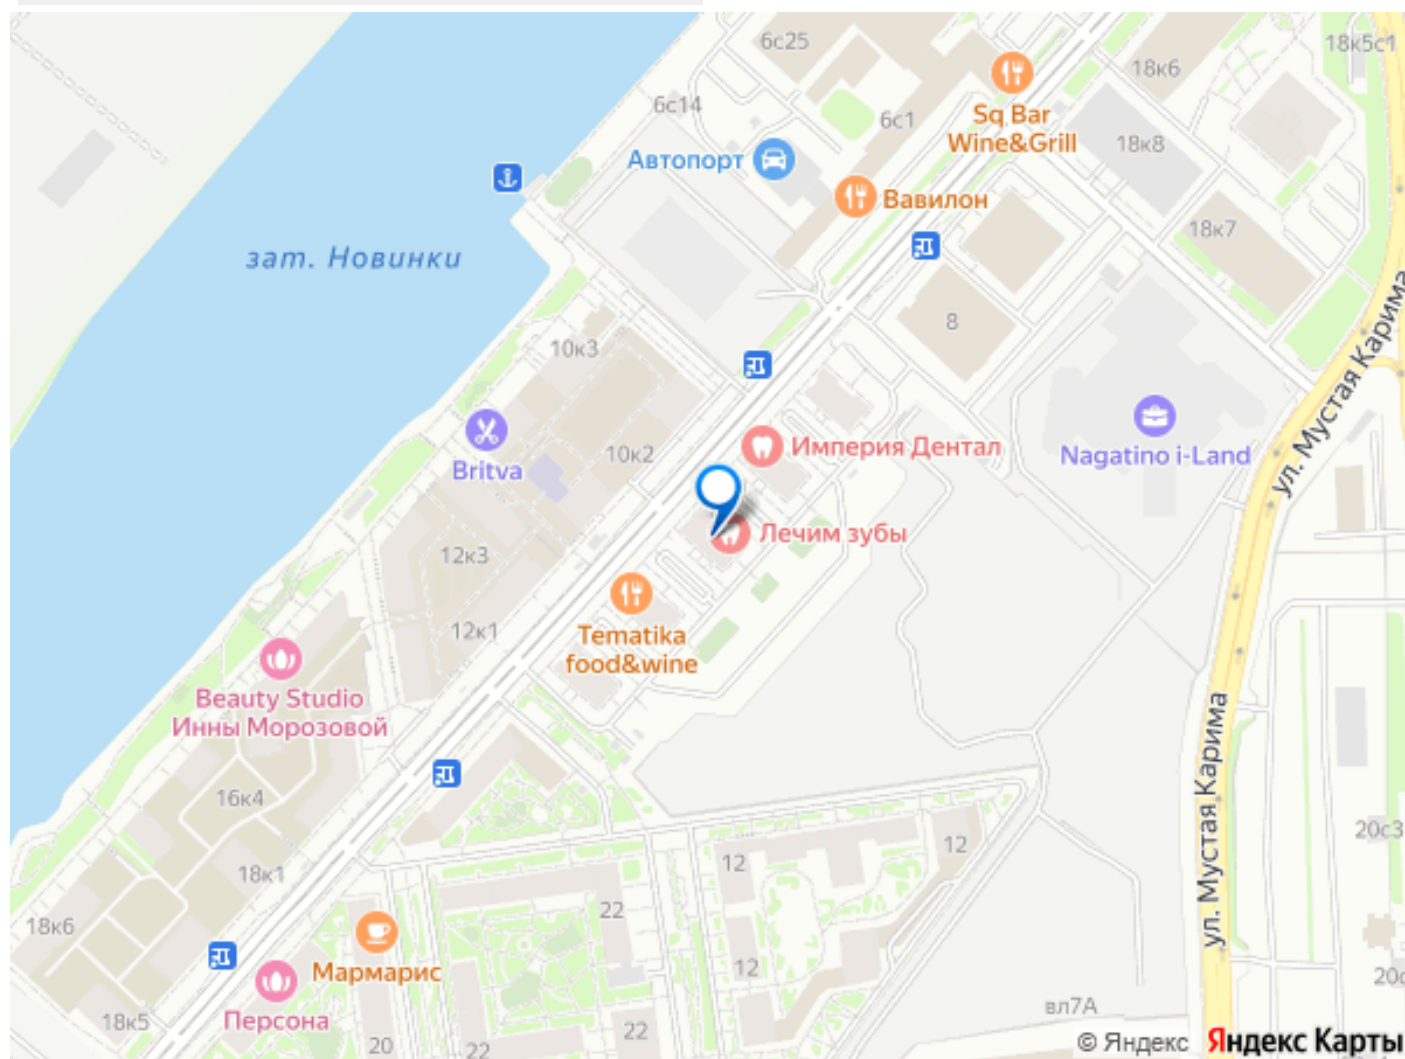 6с25
18к5с1
18к6
6с14
6с1
Sq Bar
Wine&Grill
18к8
Автопорт
Вавилон
18к7
зат. Новинки
8
10к3
ул. Мустая Карима
Империя Дентал
10к2
Britva
Nagatino i-Land
Лечим зубы
12к3
12к1
Tematika
food&wine
Beauty Studio
Инны Морозовой
ул. Мустая Карима
16к4
20с3
12
12
18к1
22
18к6
Мармарис
12
20с
вл7А
18к5
Персона
20
22
22
© Яндекс Яндекс Карты